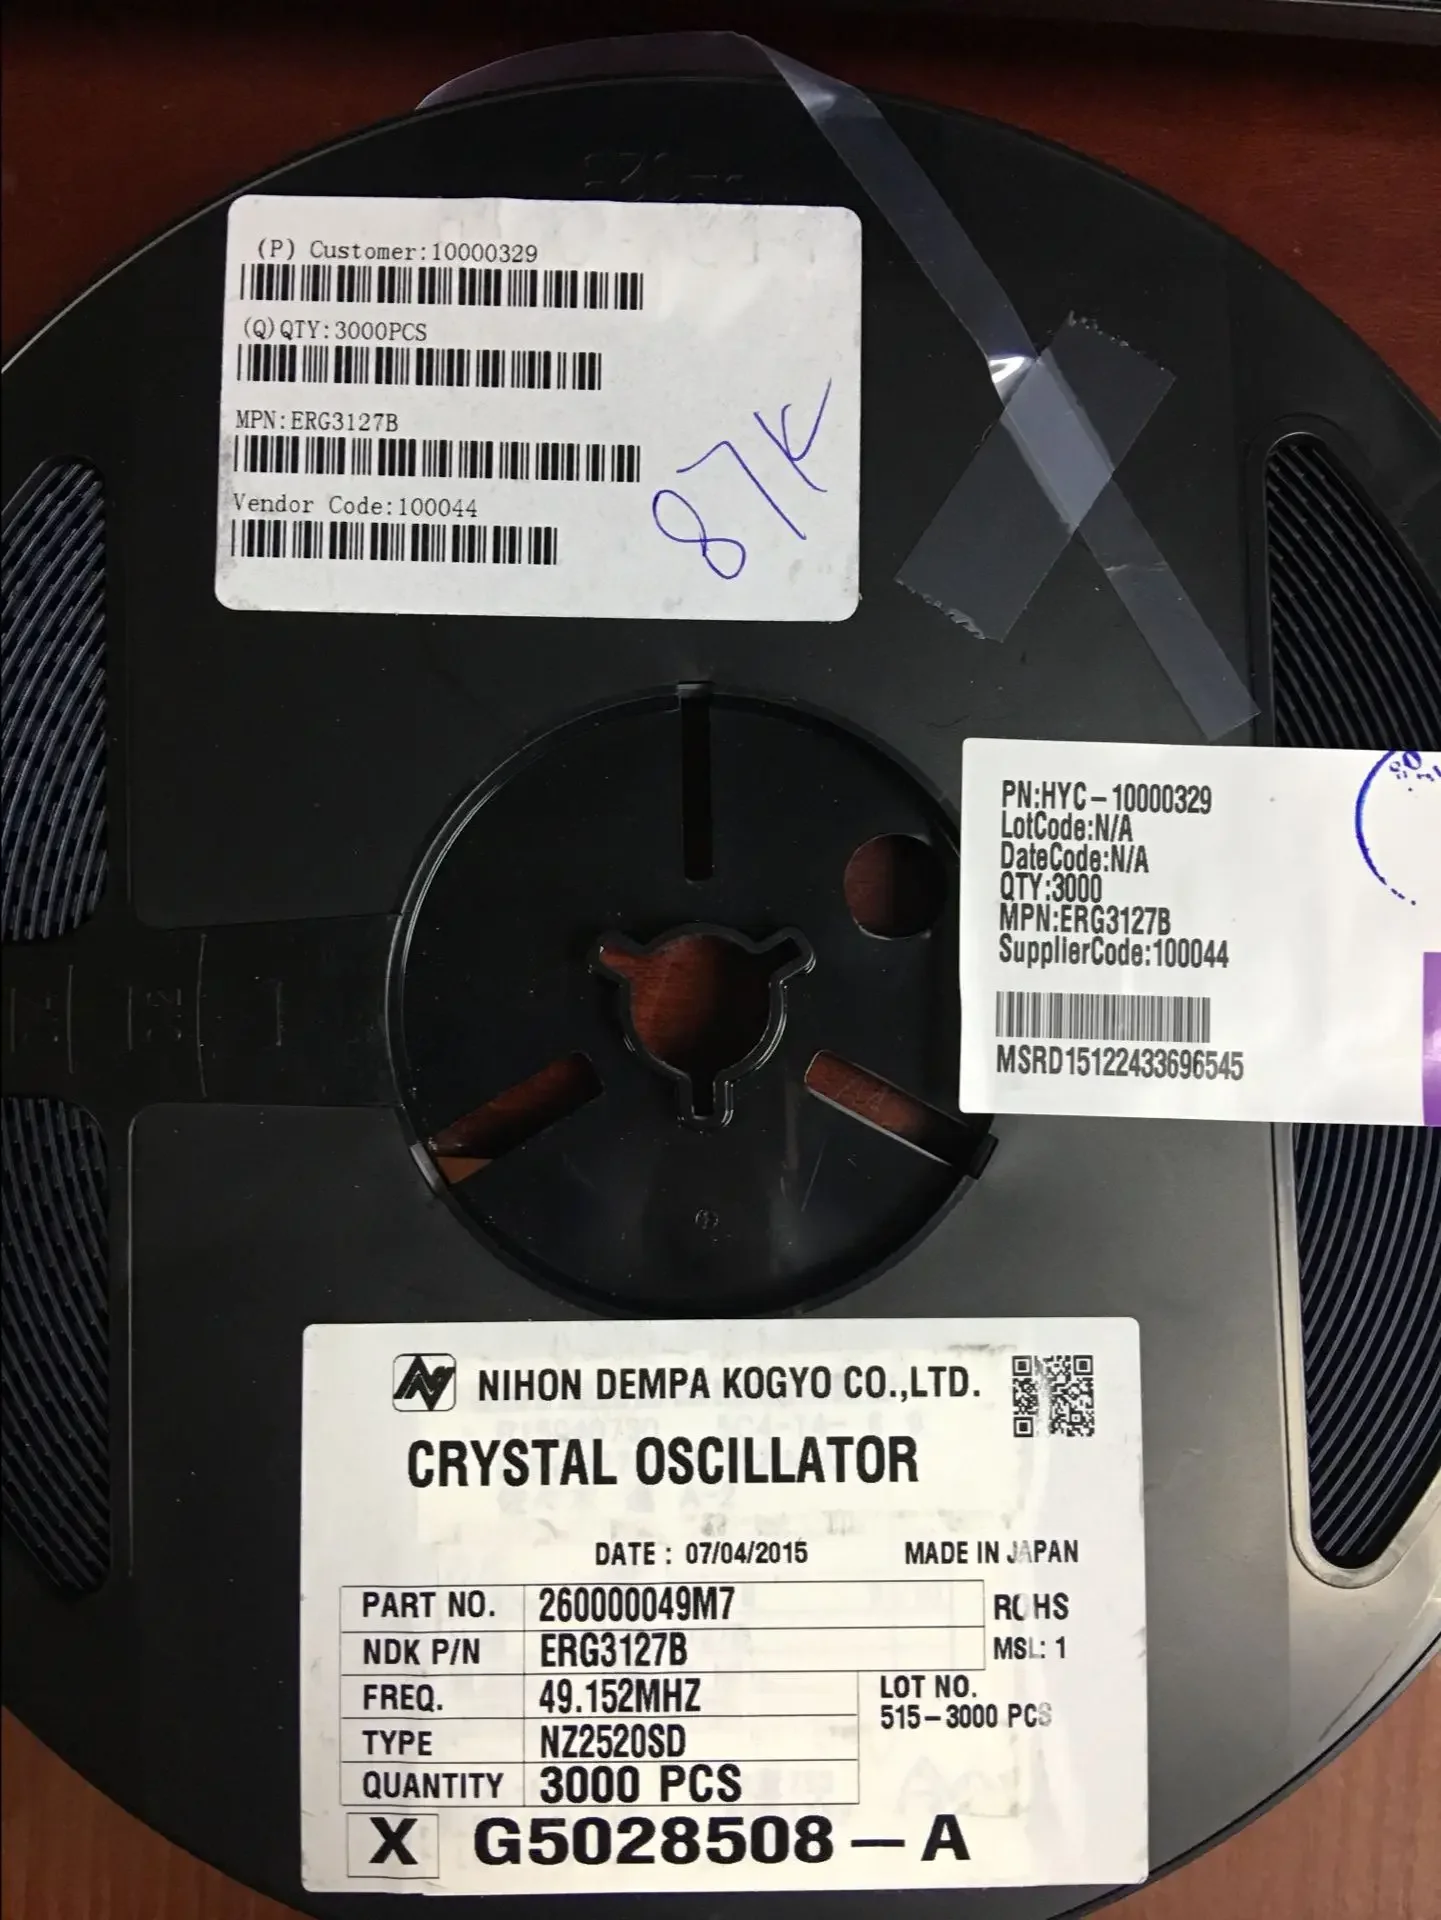 (P) Customer:10000329
(Q)QTY:3000PCS
MPN:ERG3127B
Vendor Code:100044
87K
PN:HYC-10000329
LotCode:N/A
DateCode:N/A
QTY:3000
MPN:ERG3127B
SupplierCode:100044
MSRD15122433696545
NIHON DEMPA KOGYO CO.,LTD.
CRYSTAL OSCILLATOR
DATE : 07/04/2015 MADE IN JAPAN
PART NO. 260000049M7 ROHS
NDK P/N ERG3127B MSL: 1
FREQ. 49.152MHZ LOT NO.
515-3000 PCS
TYPE NZ2520SD
QUANTITY 3000 PCS
X G5028508-A